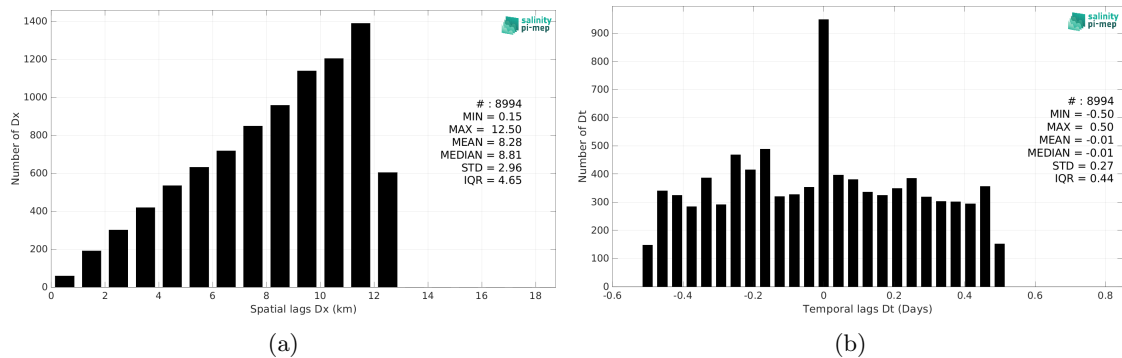 1400
1200
1000
800
600
400
200
0
Number of Dx
salinity
pi-mep
# : 8994
MIN = 0.15
MAX = 12.50
MEAN = 8.28
MEDIAN = 8.81
STD = 2.96
IQR = 4.65
0 2 4 6 8 10 12 14 16 18
Spatial lags Dx (km)
(a)
900
800
700
600
500
400
300
200
100
0
Number of Dt
salinity
pi-mep
# : 8994
MIN = -0.50
MAX = 0.50
MEAN = -0.01
MEDIAN = -0.01
STD = 0.27
IQR = 0.44
-0.6 -0.4 -0.2 0 0.2 0.4 0.6 0.8
Temporal lags Dt (Days)
(b)